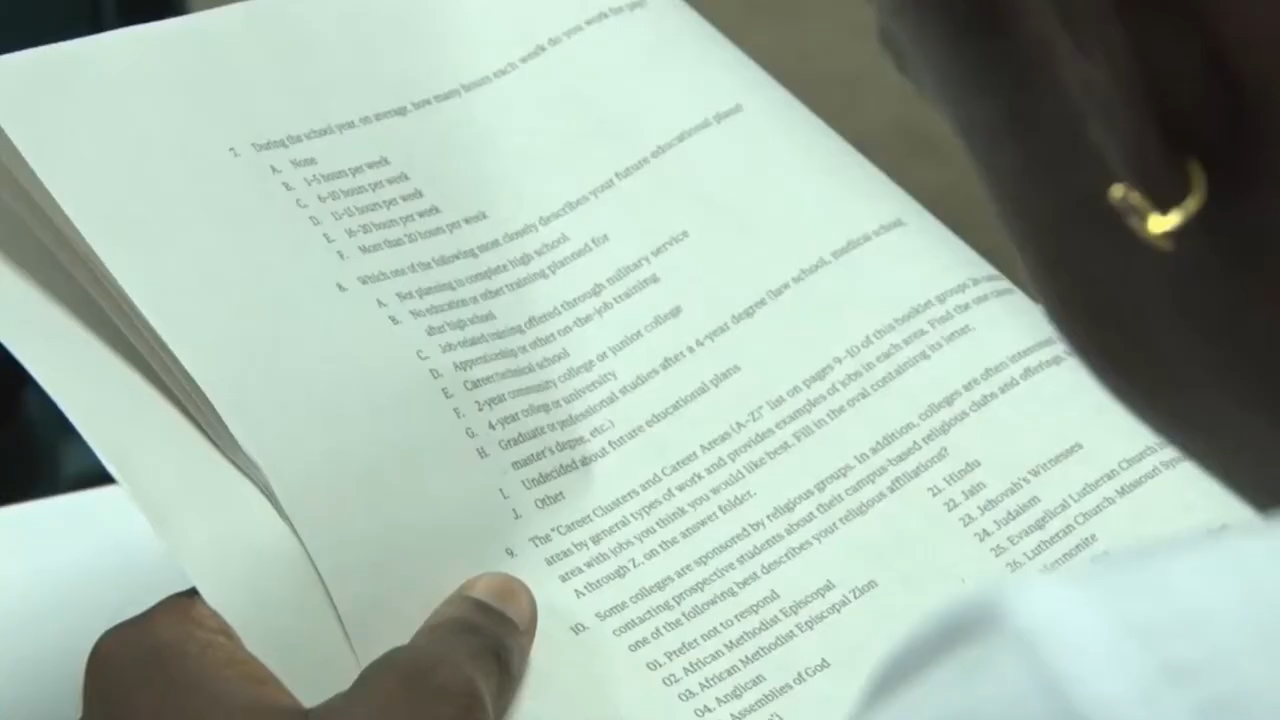 7. During the school year, on average, how many hours each week do you work for pay?
A. None
B. 1-5 hours per week
C. 6-10 hours per week
D. 11-15 hours per week
E. 16-20 hours per week
F. More than 20 hours per week
8. Which one of the following most closely describes your future educational plans?
A. Not planning to complete high school
B. No education or other training planned for
after high school
C. Job-related training offered through military service
D. Apprenticeship or other on-the-job training
E. Career/technical school
F. 2-year community college or junior college
G. 4-year college or university
H. Graduate or professional studies after a 4-year degree (law school, medical school,
master's degree, etc.)
I. Undecided about future educational plans
J. Other
9. The "Career Clusters and Career Areas (A–Z)" list on pages 9–10 of this booklet groups 26
areas by general types of work and provides examples of jobs in each area. Find the one
area with jobs you think you would like best. Fill in the oval containing its letter,
A through Z, on the answer folder.
10. Some colleges are sponsored by religious groups. In addition, colleges are often interested
contacting prospective students about their campus-based religious clubs and offerings.
one of the following best describes your religious affiliations?
01. Prefer not to respond
02. African Methodist Episcopal
03. African Methodist Episcopal Zion
04. Anglican
Assemblies of God
21. Hindu
22. Jain
23. Jehovah's Witnesses
24. Judaism
25. Evangelical Lutheran Church
26. Lutheran Church-Missouri Syn
Mennonite